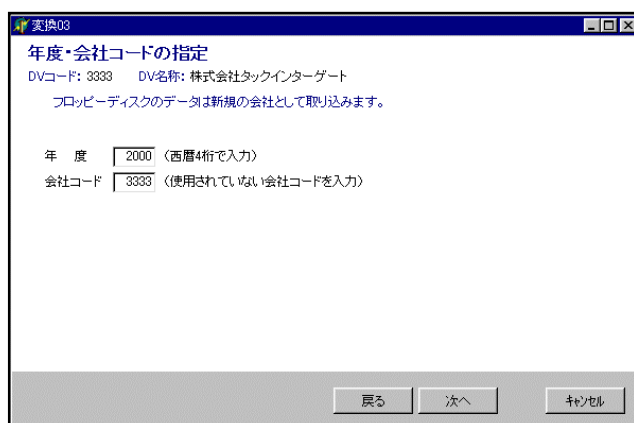 変換03
年度・会社コードの指定
DVコード: 3333 DV名称: 株式会社タックインターゲート
フロッピーディスクのデータは新規の会社として取り込みます。
年 度 2000 (西暦4桁で入力)
会社コード 3333 (使用されていない会社コードを入力)
戻る 次へ ｷｬﾝｾﾙ